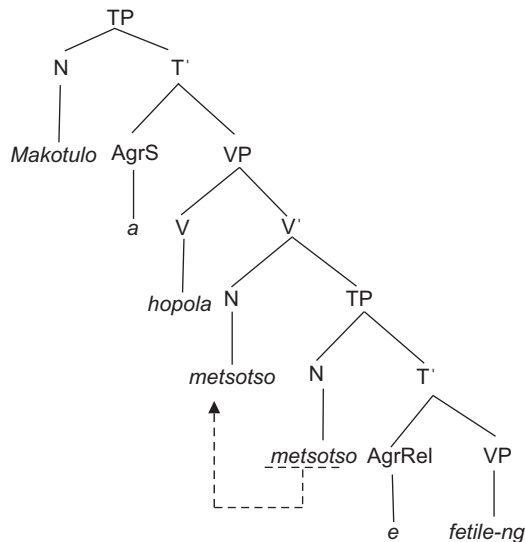 TP
N T'
Makotulo AgrS VP
a V V'
hopola N TP
metsotso N T'
metsotso AgrRel VP
e fetile-ng